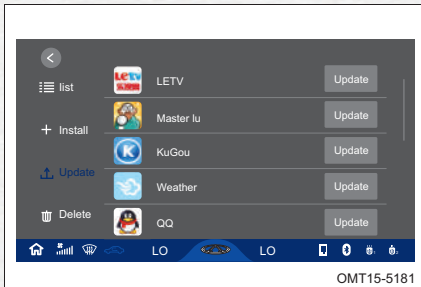 list
LETV
Update
Master lu
Update
+ Install
KuGou
Update
Update
Weather
Update
Delete
QQ
Update
LO
LO
OMT15-5181